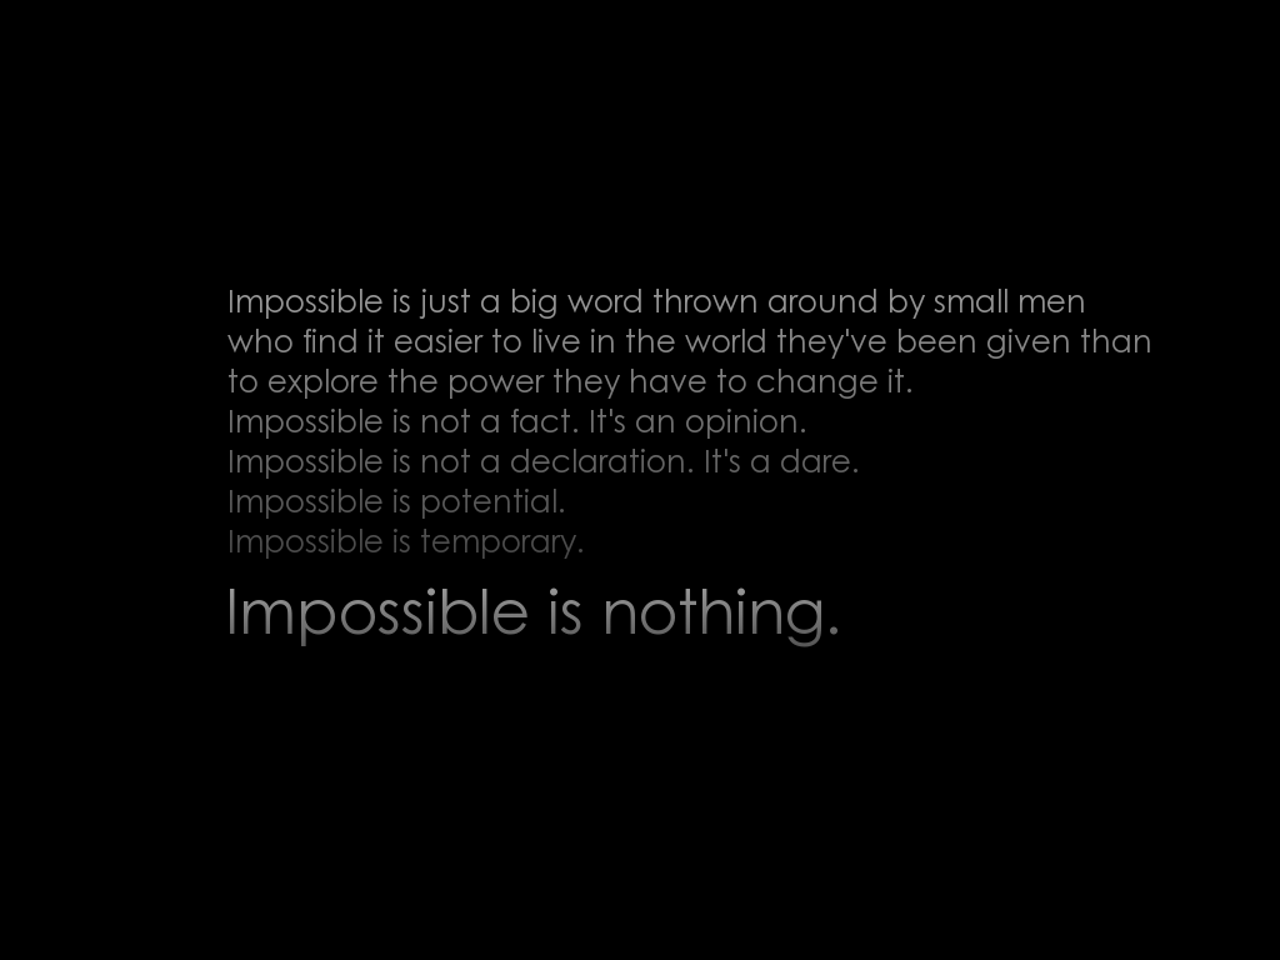 Impossible is just a big word thrown around by small men
who find it easier to live in the world they've been given than
to explore the power they have to change it.
Impossible is not a fact. It's an opinion.
Impossible is not a declaration. It's a dare.
Impossible is potential.
Impossible is temporary.
Impossible is nothing.